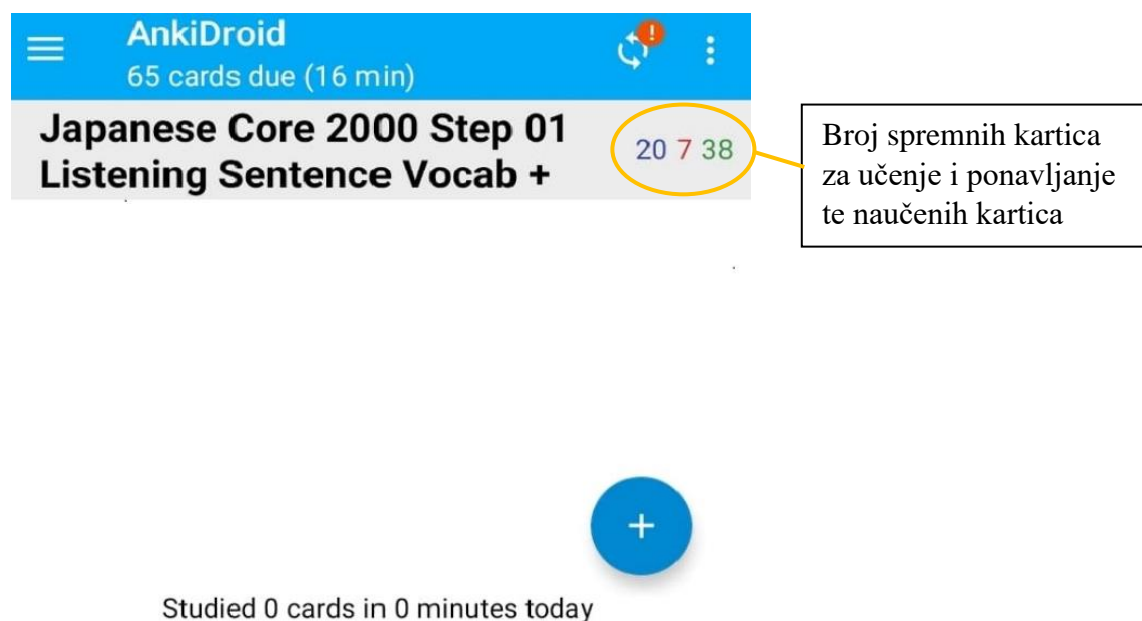 AnkiDroid
65 cards due (16 min)
!
Japanese Core 2000 Step 01
Listening Sentence Vocab +
20 7 38
Broj spremnih kartica
za učenje i ponavljanje
te naučenih kartica
+
Studied 0 cards in 0 minutes today